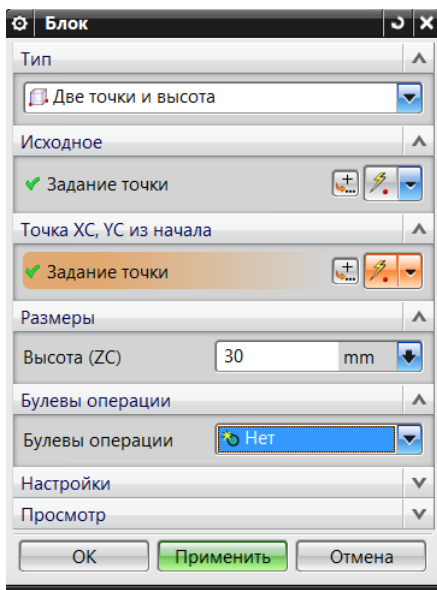 Блок
Тип
Две точки и высота
Исходное
Задание точки
Точка XC, YC из начала
Задание точки
Размеры
Высота (ZC) 30 mm
Булевы операции
Булевы операции Нет
Настройки
Просмотр
ОК Применить Отмена